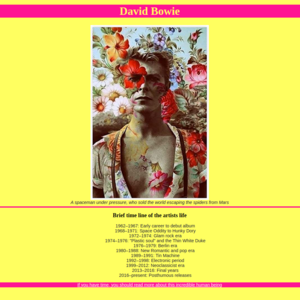 David Bowie
A spaceman under pressure, who sold the world escaping the spiders from Mars
Brief time line of the artists life
1962–1967: Early career to debut album
1968–1971: Space Oddity to Hunky Dory
1972–1974: Glam rock era
1974–1976: "Plastic soul" and the Thin White Duke
1976–1979: Berlin era
1980–1988: New Romantic and pop era
1989–1991: Tin Machine
1992–1998: Electronic period
1999–2012: Neoclassicist era
2013–2016: Final years
2016–present: Posthumous releases
If you have time, you should read more about this incredible human being